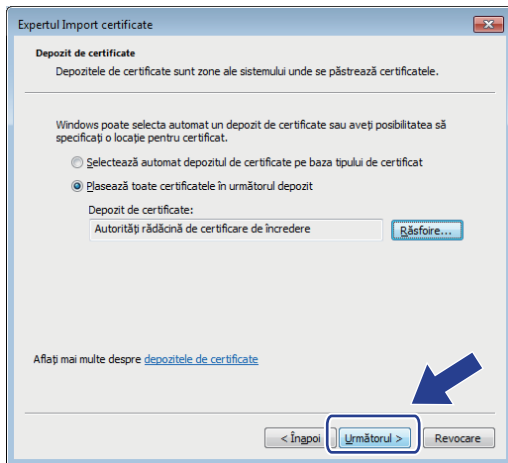 Expertul Import certificate
Depozit de certificate
Depozitele de certificate sunt zone ale sistemului unde se păstrează certificatele.
Windows poate selecta automat un depozit de certificate sau aveți posibilitatea să
specificați o locație pentru certificat.
Selectează automat depozitul de certificate pe baza tipului de certificat
Plasează toate certificatele în următorul depozit
Depozit de certificate:
Autorități rădăcină de certificare de încredere Răsfoire...
Aflați mai multe despre depozitele de certificate
< Înapoi Următorul > Revocare